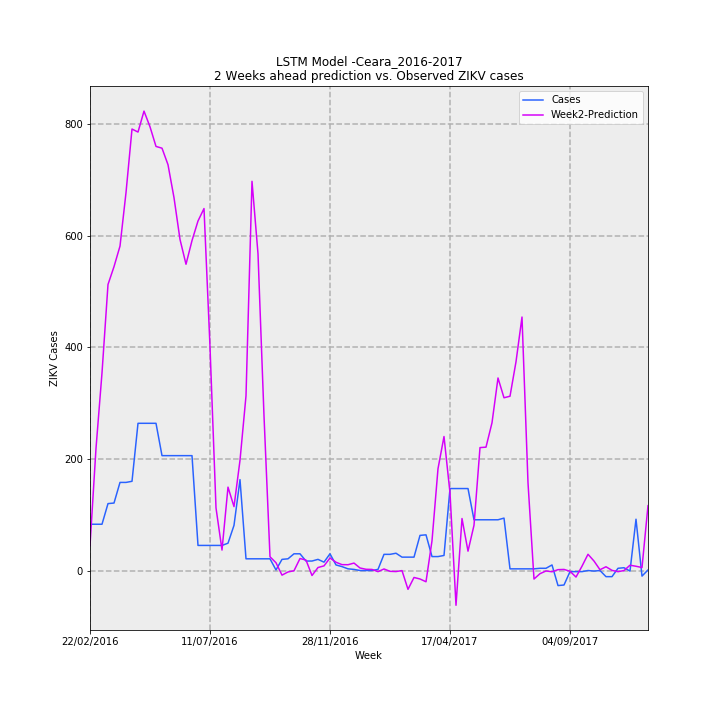 LSTM Model -Ceara_2016-2017
2 Weeks ahead prediction vs. Observed ZIKV cases
Cases
Week2-Prediction
800
600
400
200
0
ZIKV Cases
22/02/2016
11/07/2016
28/11/2016
17/04/2017
04/09/2017
Week